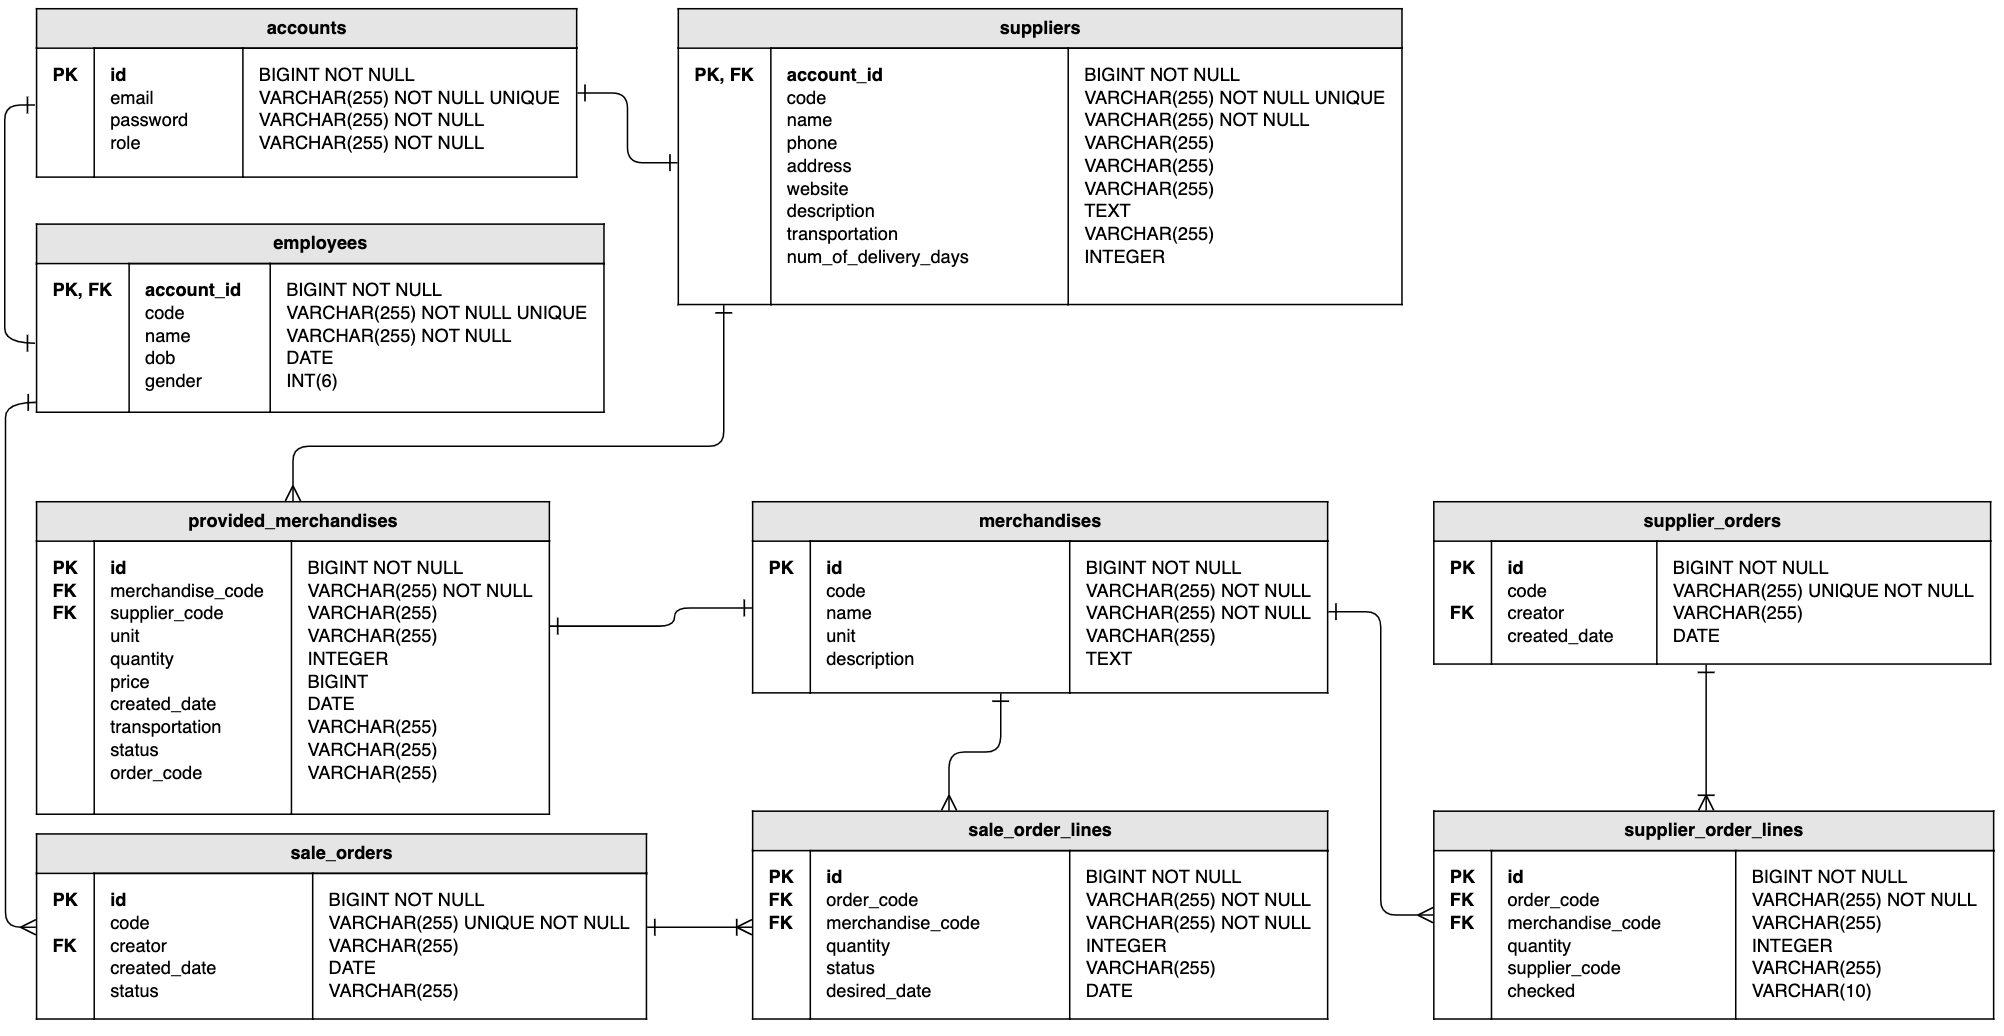 accounts
PK id BIGINT NOT NULL
email VARCHAR(255) NOT NULL UNIQUE
password VARCHAR(255) NOT NULL
role VARCHAR(255) NOT NULL
suppliers
PK, FK account_id BIGINT NOT NULL
code VARCHAR(255) NOT NULL UNIQUE
name VARCHAR(255) NOT NULL
phone VARCHAR(255)
address VARCHAR(255)
website VARCHAR(255)
description TEXT
transportation VARCHAR(255)
num_of_delivery_days INTEGER
employees
PK, FK account_id BIGINT NOT NULL
code VARCHAR(255) NOT NULL UNIQUE
name VARCHAR(255) NOT NULL
dob DATE
gender INT(6)
provided_merchandises
PK id BIGINT NOT NULL
FK merchandise_code VARCHAR(255) NOT NULL
FK supplier_code VARCHAR(255)
unit VARCHAR(255)
quantity INTEGER
price BIGINT
created_date DATE
transportation VARCHAR(255)
status VARCHAR(255)
order_code VARCHAR(255)
merchandises
PK id BIGINT NOT NULL
code VARCHAR(255) NOT NULL
name VARCHAR(255) NOT NULL
unit VARCHAR(255)
description TEXT
supplier_orders
PK id BIGINT NOT NULL
code VARCHAR(255) UNIQUE NOT NULL
FK creator VARCHAR(255)
created_date DATE
sale_orders
PK id BIGINT NOT NULL
code VARCHAR(255) UNIQUE NOT NULL
FK creator VARCHAR(255)
created_date DATE
status VARCHAR(255)
sale_order_lines
PK id BIGINT NOT NULL
FK order_code VARCHAR(255) NOT NULL
FK merchandise_code VARCHAR(255) NOT NULL
quantity INTEGER
status VARCHAR(255)
desired_date DATE
supplier_order_lines
PK id BIGINT NOT NULL
FK order_code VARCHAR(255) NOT NULL
FK merchandise_code VARCHAR(255)
quantity INTEGER
supplier_code VARCHAR(255)
checked VARCHAR(10)